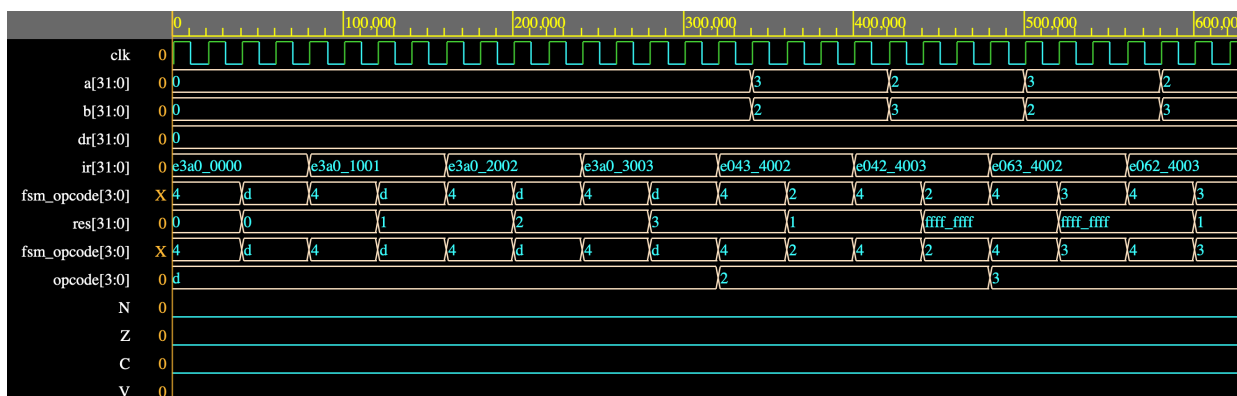 0 100,000 200,000 300,000 400,000 500,000 600,00
clk 0
a[31:0] 0 0 3 2 3 2
b[31:0] 0 0 2 3 2 3
dr[31:0] 0 0
ir[31:0] 0 e3a0_0000 e3a0_1001 e3a0_2002 e3a0_3003 e043_4002 e042_4003 e063_4002 e062_4003
fsm_opcode[3:0] X 4 d 4 d 4 d 4 d 4 2 4 2 4 3 4 3
res[31:0] 0 0 0 1 2 3 1 ffff_ffff ffff_ffff 1
fsm_opcode[3:0] X 4 d 4 d 4 d 4 d 4 2 4 2 4 3 4 3
opcode[3:0] 0 d 2 3
N 0
Z 0
C 0
V 0